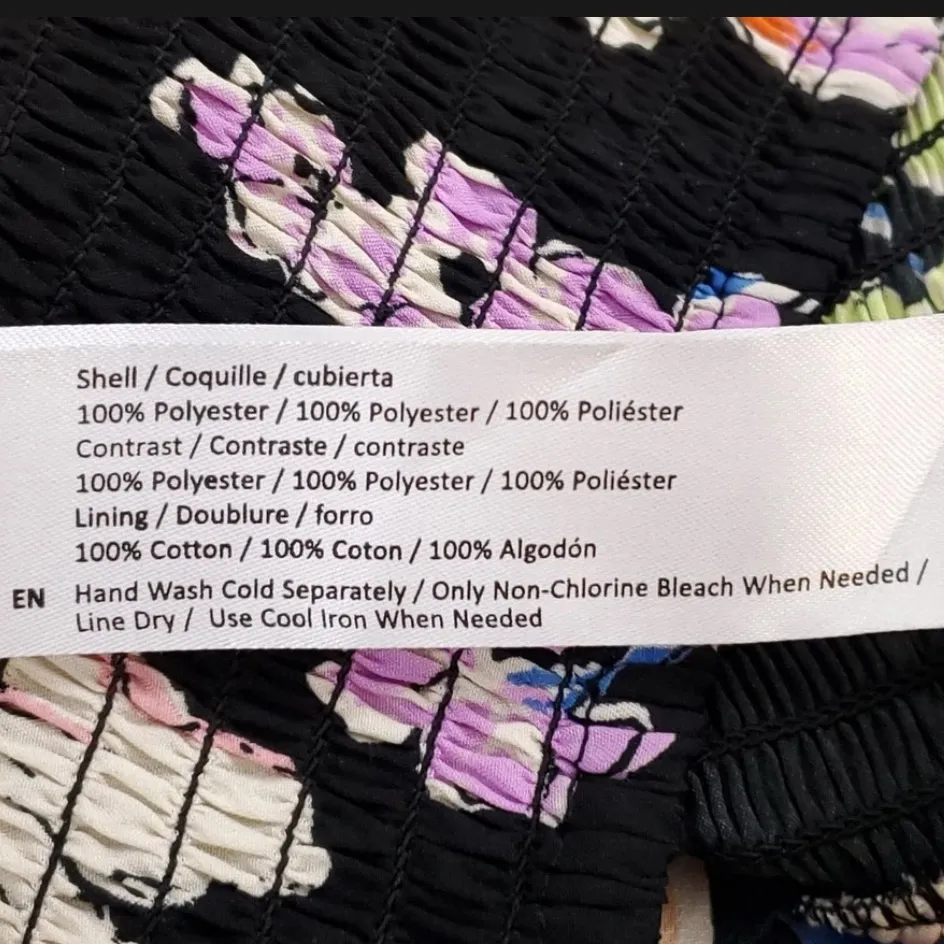 Shell / Coquille / cubierta
100% Polyester / 100% Polyester / 100% Poliéster
Contrast / Contraste / contraste
100% Polyester / 100% Polyester / 100% Poliéster
Lining / Doublure / forro
100% Cotton / 100% Coton / 100% Algodón
EN Hand Wash Cold Separately / Only Non-Chlorine Bleach When Needed /
Line Dry / Use Cool Iron When Needed